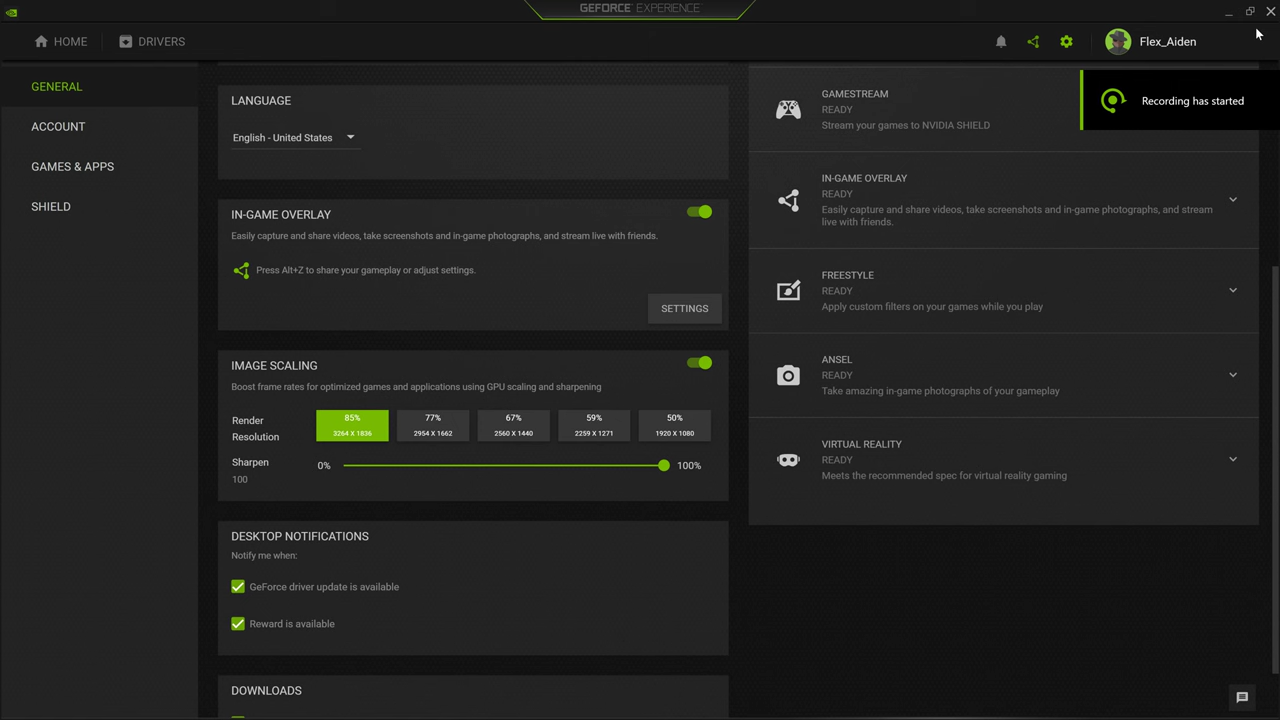 GEFORCE EXPERIENCE
HOME
DRIVERS
Flex_Aiden
Recording has started
GENERAL
ACCOUNT
GAMES & APPS
SHIELD
LANGUAGE
English - United States
IN-GAME OVERLAY
Easily capture and share videos, take screenshots and in-game photographs, and stream live with friends.
Press Alt+Z to share your gameplay or adjust settings.
SETTINGS
IMAGE SCALING
Boost frame rates for optimized games and applications using GPU scaling and sharpening
Render
Resolution
85%
3264 X 1836
77%
2954 X 1662
67%
2560 X 1440
59%
2259 X 1271
50%
1920 X 1080
Sharpen
100
0%
100%
DESKTOP NOTIFICATIONS
Notify me when:
GeForce driver update is available
Reward is available
DOWNLOADS
GAMESTREAM
READY
Stream your games to NVIDIA SHIELD
IN-GAME OVERLAY
READY
Easily capture and share videos, take screenshots and in-game photographs, and stream
live with friends.
FREESTYLE
READY
Apply custom filters on your games while you play
ANSEL
READY
Take amazing in-game photographs of your gameplay
VIRTUAL REALITY
READY
Meets the recommended spec for virtual reality gaming